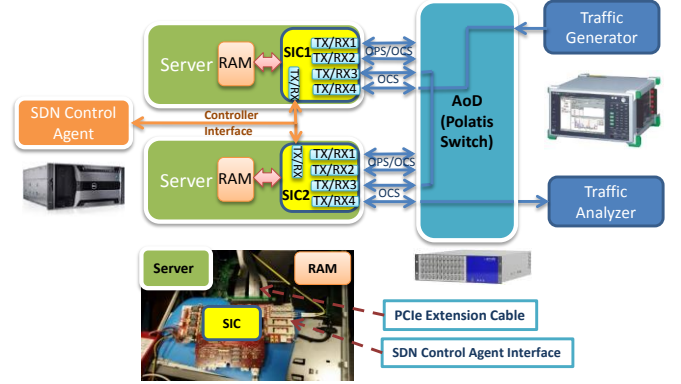 Traffic
Generator
Server
RAM
SIC1
TX/RX
TX/RX1
TX/RX2
TX/RX3
TX/RX4
OPS/OCS
OCS
AoD
(Polatis
Switch)
SDN Control
Agent
Controller
Interface
Server
RAM
SIC2
TX/RX
TX/RX1
TX/RX2
TX/RX3
TX/RX4
OPS/OCS
OCS
Traffic
Analyzer
Server
RAM
SIC
PCIe Extension Cable
SDN Control Agent Interface